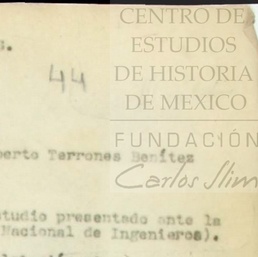 CENTRO DE
ESTUDIOS
DE HISTORIA
DE MEXICO
FUNDACIÓN
Carlos Slim
G.
44
berto Terrones Benítez
studio presentado ante la
Nacional de Ingenieros).